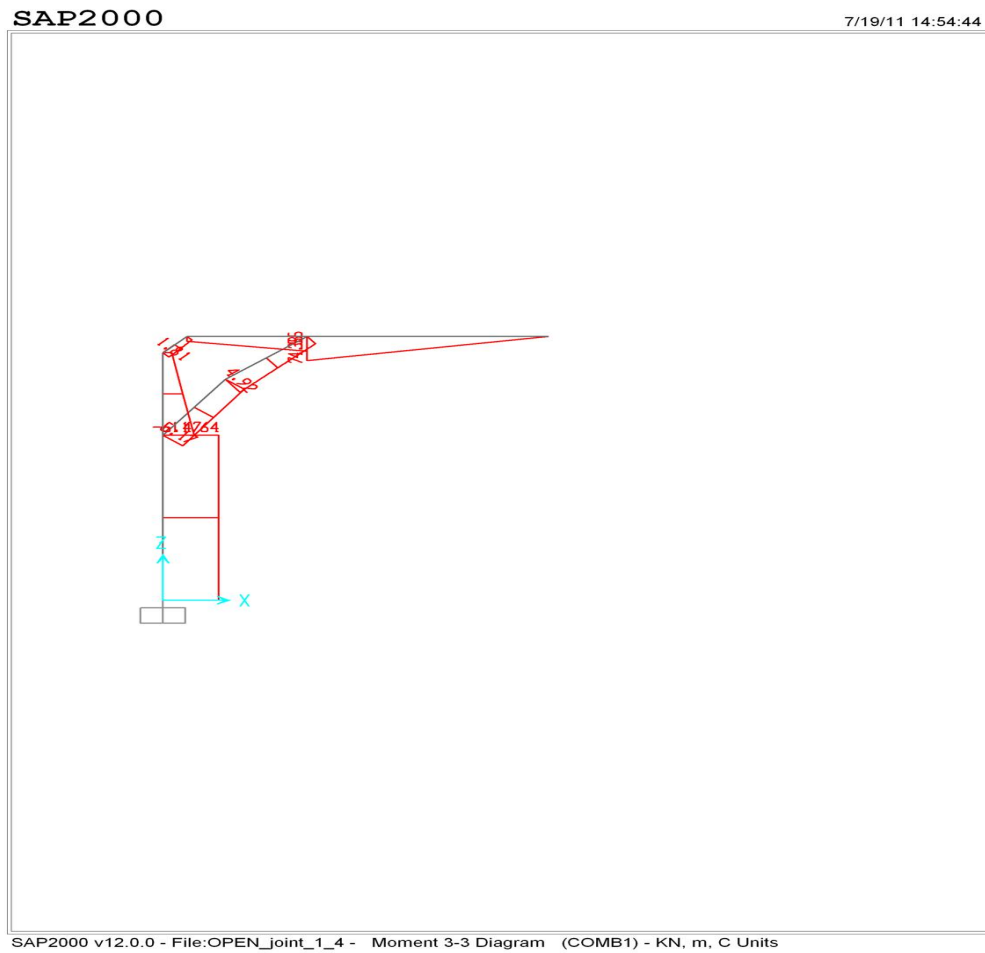 SAP2000
7/19/11 14:54:44
Z
X
SAP2000 v12.0.0 - File:OPEN_joint_1_4 - Moment 3-3 Diagram (COMB1) - KN, m, C Units